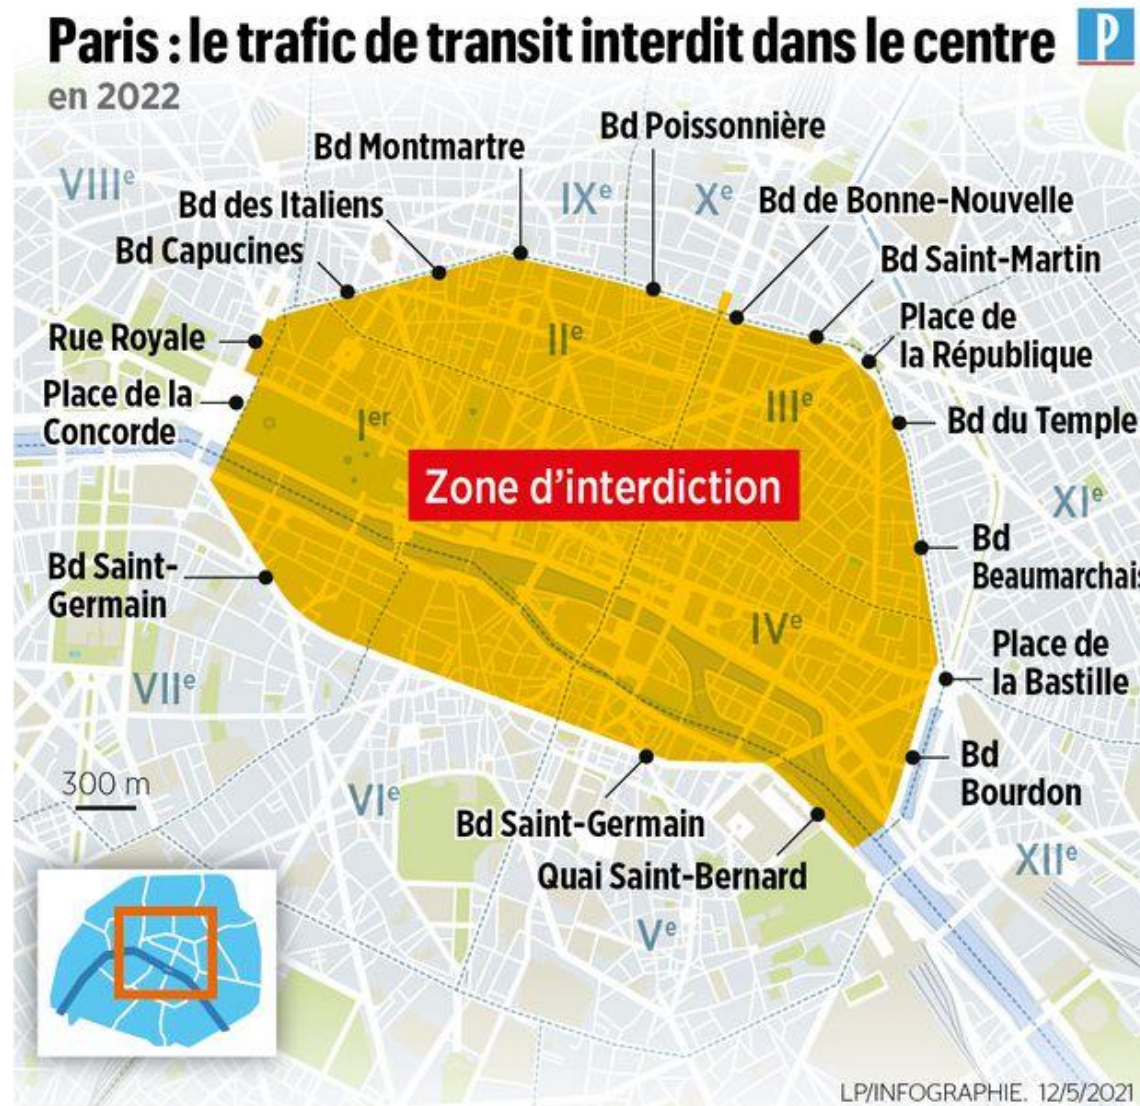 Paris : le trafic de transit interdit dans le centre
P
en 2022
Bd Poissonnière
Bd Montmartre
VIIIe
IXe
Xe
Bd des Italiens
Bd de Bonne-Nouvelle
Bd Capucines
Bd Saint-Martin
Rue Royale
IIe
Place de
la République
Place de la
Concorde
Ier
IIIe
Bd du Temple
Zone d'interdiction
XIe
Bd
Beaumarchais
Bd Saint-
Germain
IVe
Place de
la Bastille
VIIe
Bd
Bourdon
300 m
VIe
Bd Saint-Germain
Quai Saint-Bernard
XIIe
Ve
LP/INFOGRAPHIE. 12/5/2021